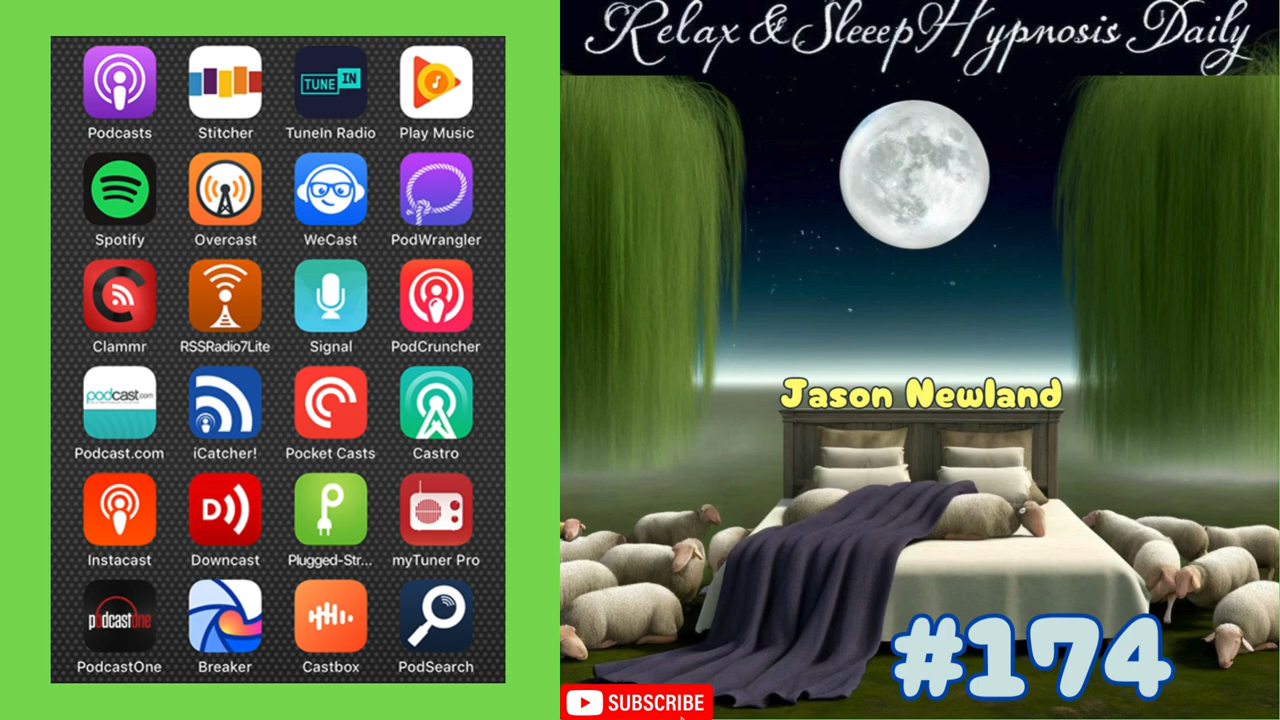 Relax & Sleeep Hypnosis Daily
TUNE IN
Podcasts Stitcher TuneIn Radio Play Music
Spotify Overcast WeCast PodWrangler
Clammr RSSRadio7Lite Signal PodCruncher
podcast.com
Podcast.com iCatcher! Pocket Casts Castro
D
Instacast Downcast Plugged-Str... myTuner Pro
podcastone
PodcastOne Breaker Castbox PodSearch
Jason Newland
#174
SUBSCRIBE